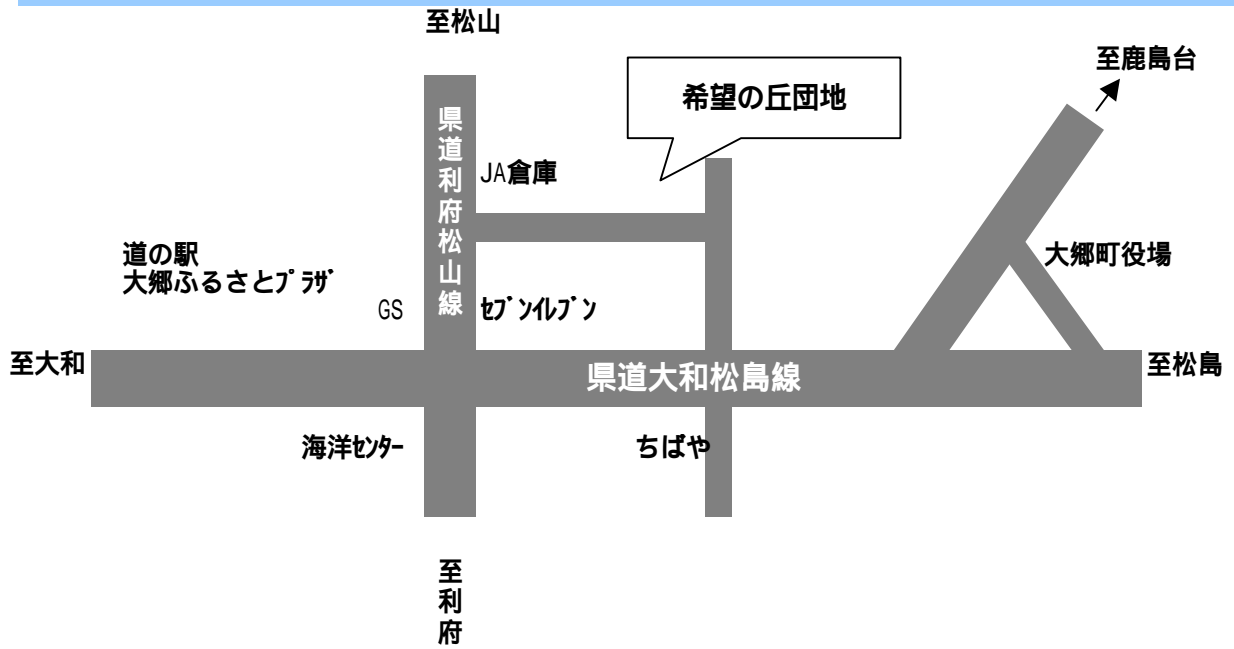 至松山
至鹿島台
希望の丘団地
県道利府松山線
JA倉庫
道の駅
大郷ふるさとﾌﾟﾗｻﾞ
大郷町役場
GS
ｾﾌﾞﾝｲﾚﾌﾞﾝ
至大和
県道大和松島線
至松島
海洋ｾﾝﾀｰ
ちばや
至利府